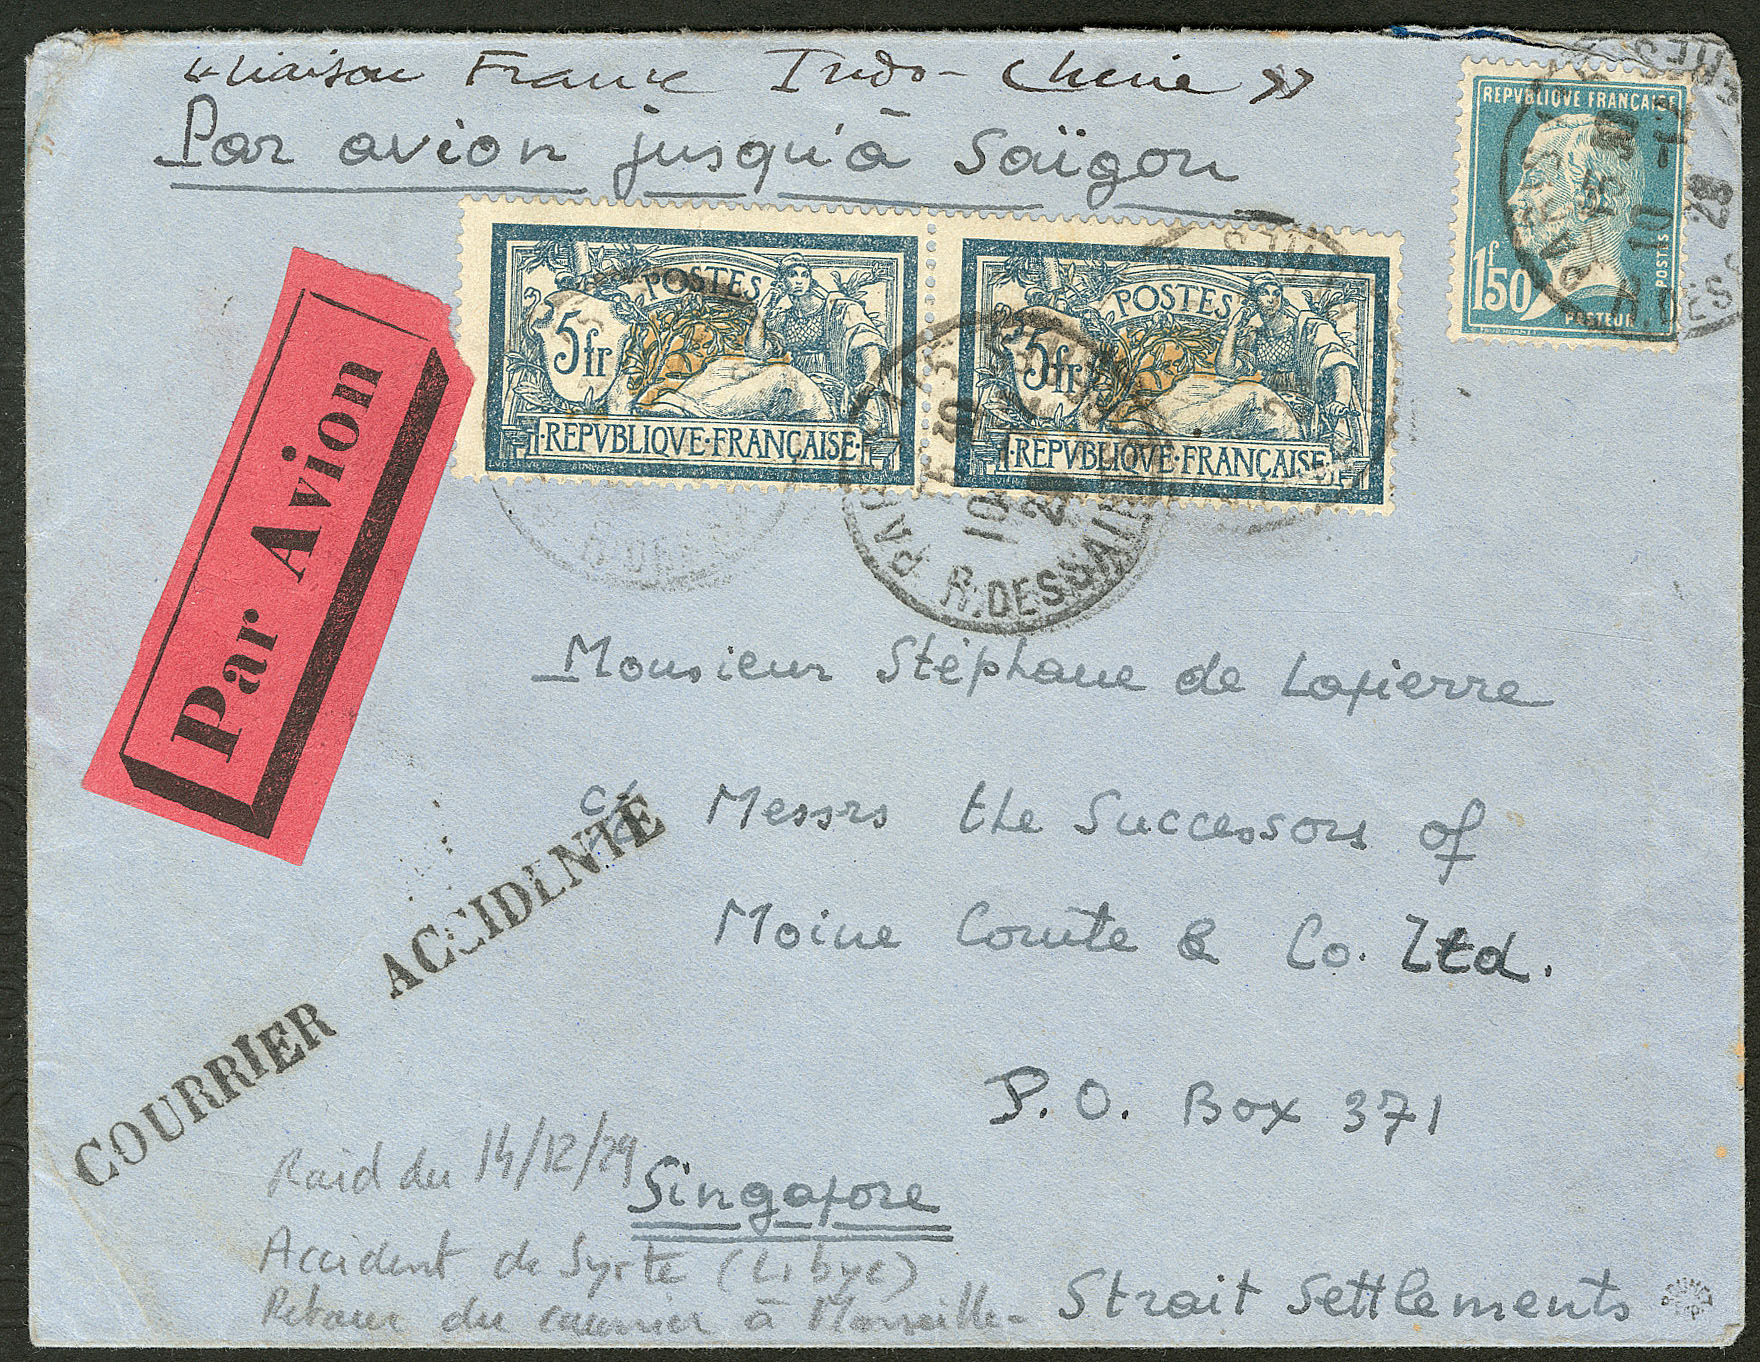 « Liaison France Indo-Chine »
Par avion jusqu'à Saïgon
REPVBLIQVE FRANÇAISE
1f50
POSTES
PASTEUR
POSTES
5fr
REPVBLIQVE·FRANÇAISE
POSTES
5fr
REPVBLIQVE·FRANÇAISE
R. DESSAIX
Par Avion
Monsieur Stéphane de Lapierre
c/o Messrs the Successors of
Moine Comte & Co. Ltd.
P.O. Box 371
Singapore
Strait Settlements
COURRIER ACCIDENTÉ
Raid du 14/12/29
Accident de Syrte (Libye)
Retour du courrier à Marseille-